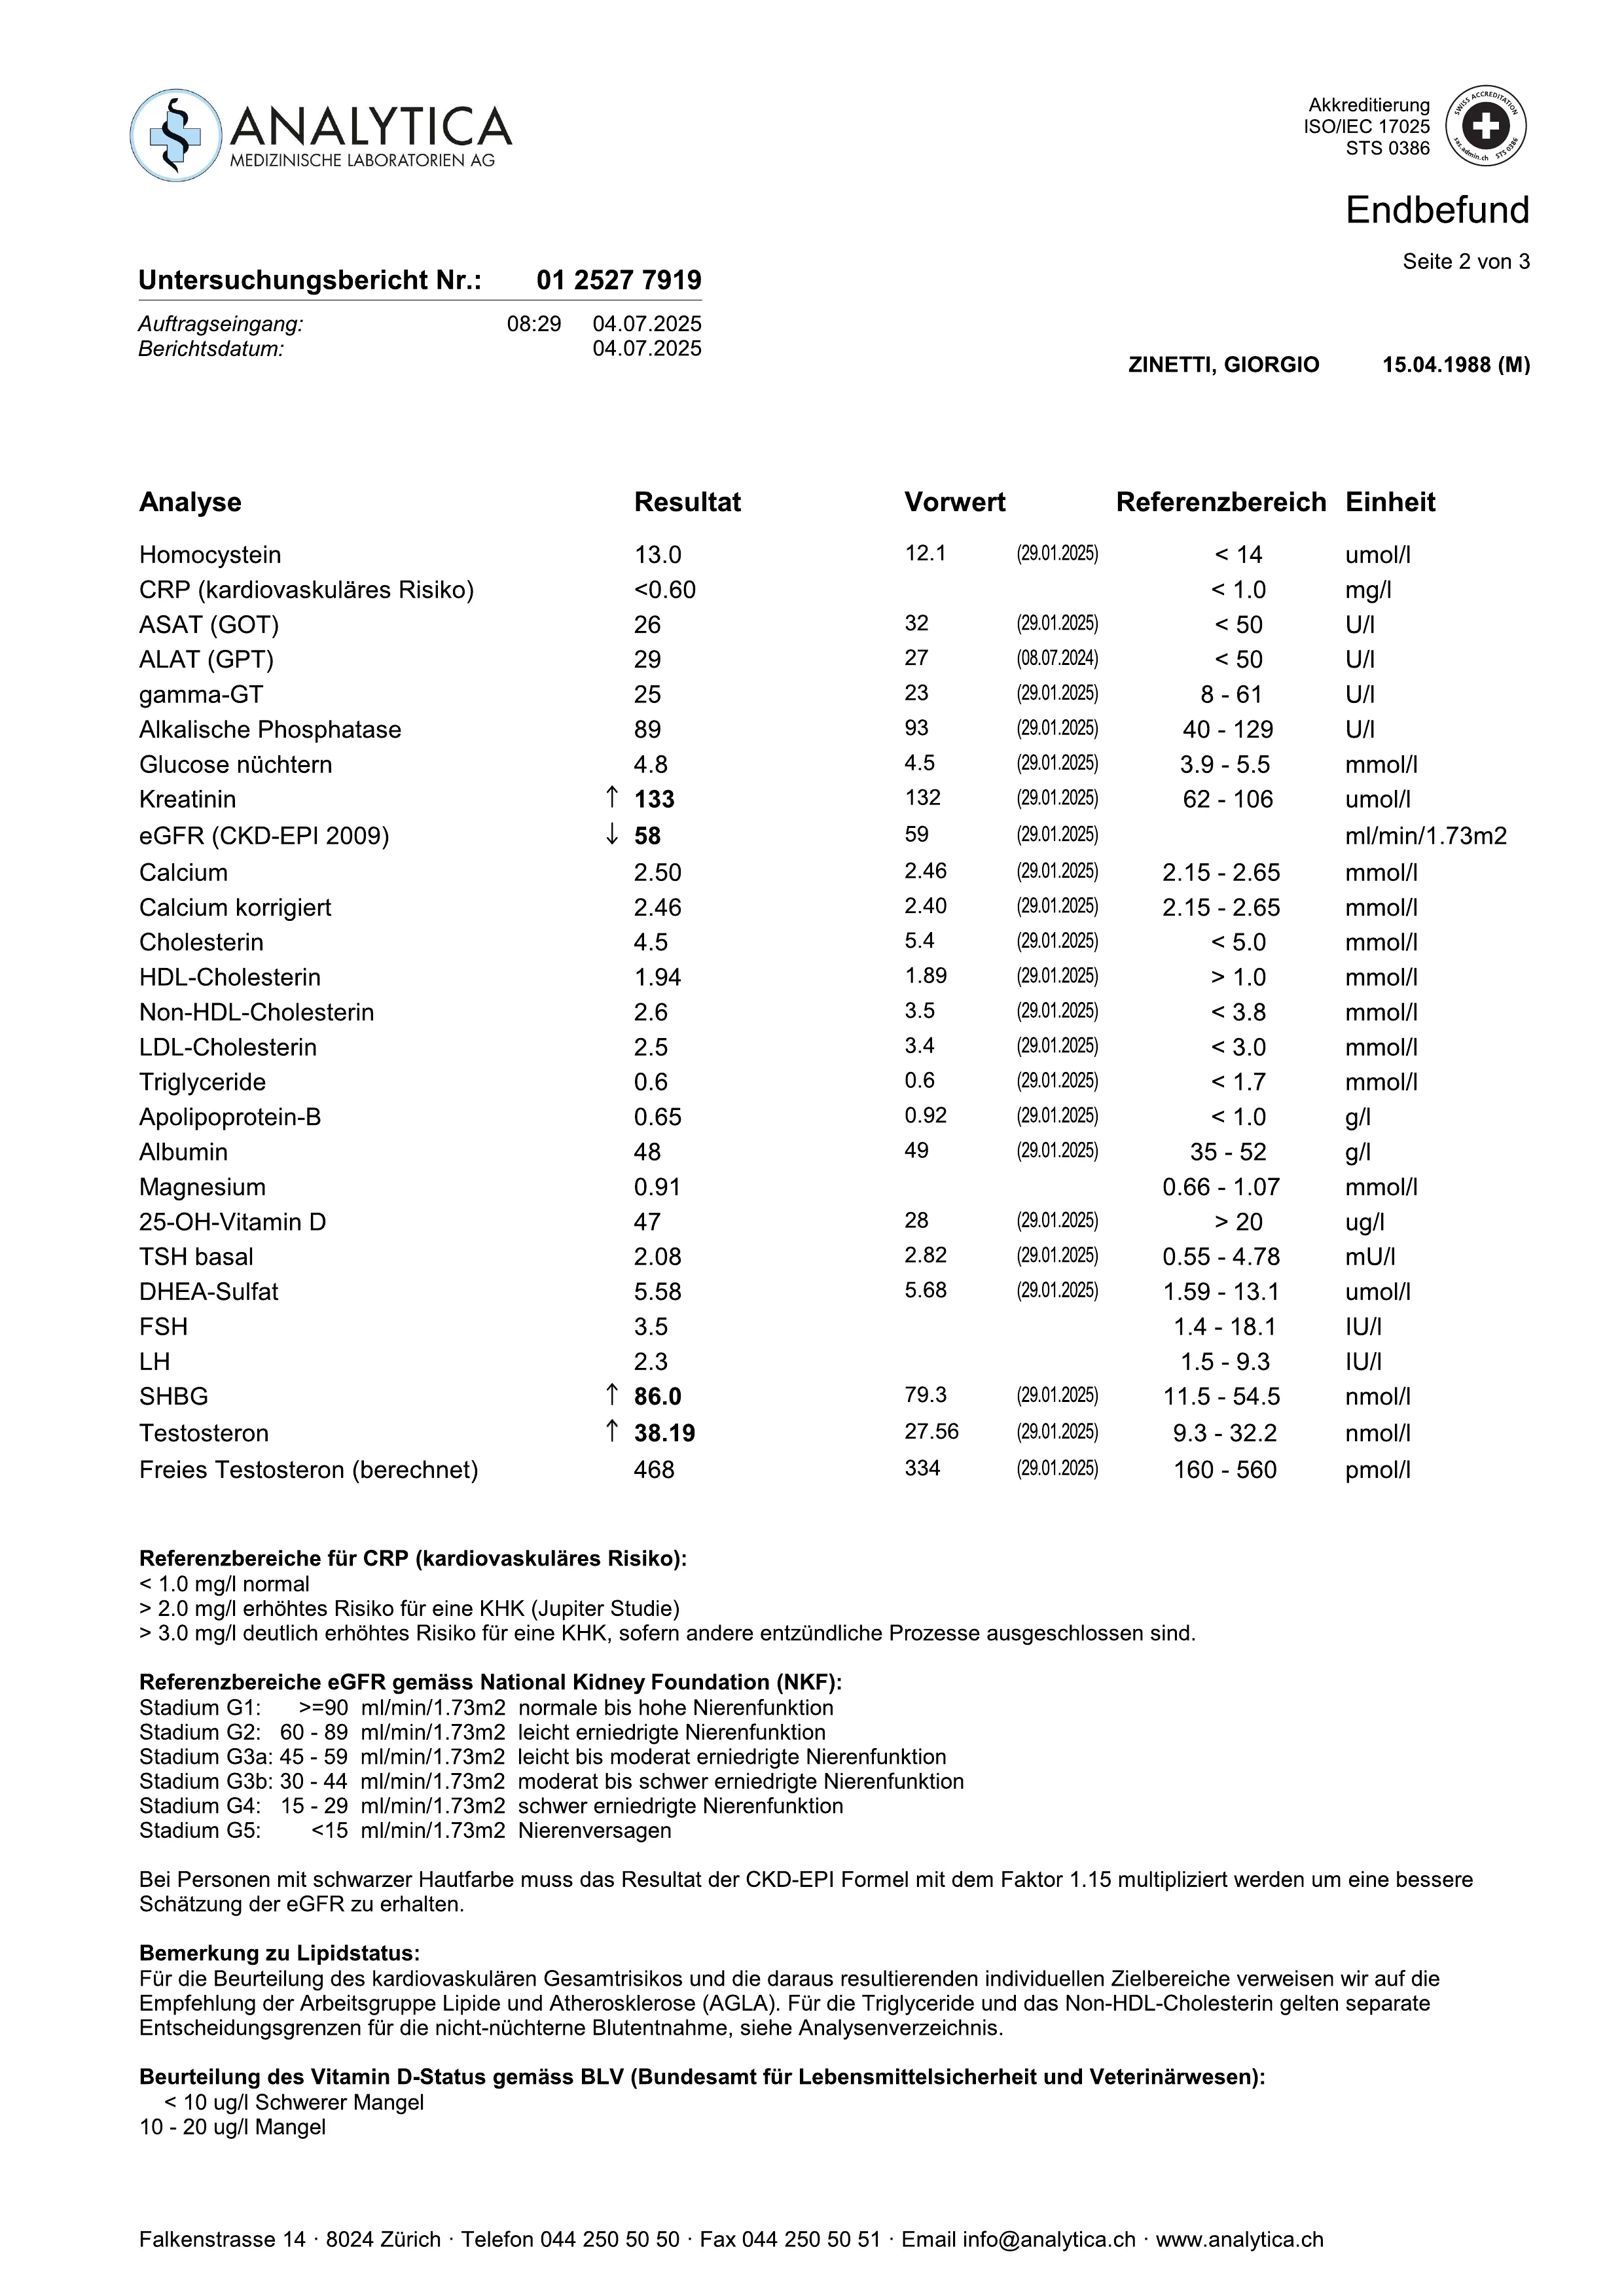 ANALYTICA
MEDIZINISCHE LABORATORIEN AG
Akkreditierung
ISO/IEC 17025
STS 0386
SWISS ACCREDITATION
sas.admin.ch STS 0386
Endbefund
Seite 2 von 3
Untersuchungsbericht Nr.: 01 2527 7919
Auftragseingang: 08:29 04.07.2025
Berichtsdatum: 04.07.2025
ZINETTI, GIORGIO 15.04.1988 (M)
Analyse Resultat Vorwert Referenzbereich Einheit
Homocystein 13.0 12.1 (29.01.2025) < 14 umol/l
CRP (kardiovaskuläres Risiko) <0.60 < 1.0 mg/l
ASAT (GOT) 26 32 (29.01.2025) < 50 U/l
ALAT (GPT) 29 27 (08.07.2024) < 50 U/l
gamma-GT 25 23 (29.01.2025) 8 - 61 U/l
Alkalische Phosphatase 89 93 (29.01.2025) 40 - 129 U/l
Glucose nüchtern 4.8 4.5 (29.01.2025) 3.9 - 5.5 mmol/l
Kreatinin ↑ 133 132 (29.01.2025) 62 - 106 umol/l
eGFR (CKD-EPI 2009) ↓ 58 59 (29.01.2025) ml/min/1.73m2
Calcium 2.50 2.46 (29.01.2025) 2.15 - 2.65 mmol/l
Calcium korrigiert 2.46 2.40 (29.01.2025) 2.15 - 2.65 mmol/l
Cholesterin 4.5 5.4 (29.01.2025) < 5.0 mmol/l
HDL-Cholesterin 1.94 1.89 (29.01.2025) > 1.0 mmol/l
Non-HDL-Cholesterin 2.6 3.5 (29.01.2025) < 3.8 mmol/l
LDL-Cholesterin 2.5 3.4 (29.01.2025) < 3.0 mmol/l
Triglyceride 0.6 0.6 (29.01.2025) < 1.7 mmol/l
Apolipoprotein-B 0.65 0.92 (29.01.2025) < 1.0 g/l
Albumin 48 49 (29.01.2025) 35 - 52 g/l
Magnesium 0.91 0.66 - 1.07 mmol/l
25-OH-Vitamin D 47 28 (29.01.2025) > 20 ug/l
TSH basal 2.08 2.82 (29.01.2025) 0.55 - 4.78 mU/l
DHEA-Sulfat 5.58 5.68 (29.01.2025) 1.59 - 13.1 umol/l
FSH 3.5 1.4 - 18.1 IU/l
LH 2.3 1.5 - 9.3 IU/l
SHBG ↑ 86.0 79.3 (29.01.2025) 11.5 - 54.5 nmol/l
Testosteron ↑ 38.19 27.56 (29.01.2025) 9.3 - 32.2 nmol/l
Freies Testosteron (berechnet) 468 334 (29.01.2025) 160 - 560 pmol/l
Referenzbereiche für CRP (kardiovaskuläres Risiko):
< 1.0 mg/l normal
> 2.0 mg/l erhöhtes Risiko für eine KHK (Jupiter Studie)
> 3.0 mg/l deutlich erhöhtes Risiko für eine KHK, sofern andere entzündliche Prozesse ausgeschlossen sind.
Referenzbereiche eGFR gemäss National Kidney Foundation (NKF):
Stadium G1: >=90 ml/min/1.73m2 normale bis hohe Nierenfunktion
Stadium G2: 60 - 89 ml/min/1.73m2 leicht erniedrigte Nierenfunktion
Stadium G3a: 45 - 59 ml/min/1.73m2 leicht bis moderat erniedrigte Nierenfunktion
Stadium G3b: 30 - 44 ml/min/1.73m2 moderat bis schwer erniedrigte Nierenfunktion
Stadium G4: 15 - 29 ml/min/1.73m2 schwer erniedrigte Nierenfunktion
Stadium G5: <15 ml/min/1.73m2 Nierenversagen
Bei Personen mit schwarzer Hautfarbe muss das Resultat der CKD-EPI Formel mit dem Faktor 1.15 multipliziert werden um eine bessere
Schätzung der eGFR zu erhalten.
Bemerkung zu Lipidstatus:
Für die Beurteilung des kardiovaskulären Gesamtrisikos und die daraus resultierenden individuellen Zielbereiche verweisen wir auf die
Empfehlung der Arbeitsgruppe Lipide und Atherosklerose (AGLA). Für die Triglyceride und das Non-HDL-Cholesterin gelten separate
Entscheidungsgrenzen für die nicht-nüchterne Blutentnahme, siehe Analysenverzeichnis.
Beurteilung des Vitamin D-Status gemäss BLV (Bundesamt für Lebensmittelsicherheit und Veterinärwesen):
< 10 ug/l Schwerer Mangel
10 - 20 ug/l Mangel
Falkenstrasse 14 · 8024 Zürich · Telefon 044 250 50 50 · Fax 044 250 50 51 · Email info@analytica.ch · www.analytica.ch